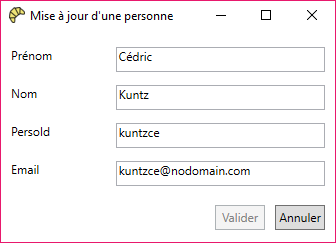 Mise à jour d'une personne
Prénom Cédric
Nom Kuntz
PersoId kuntzce
Email kuntzce@nodomain.com
Valider Annuler